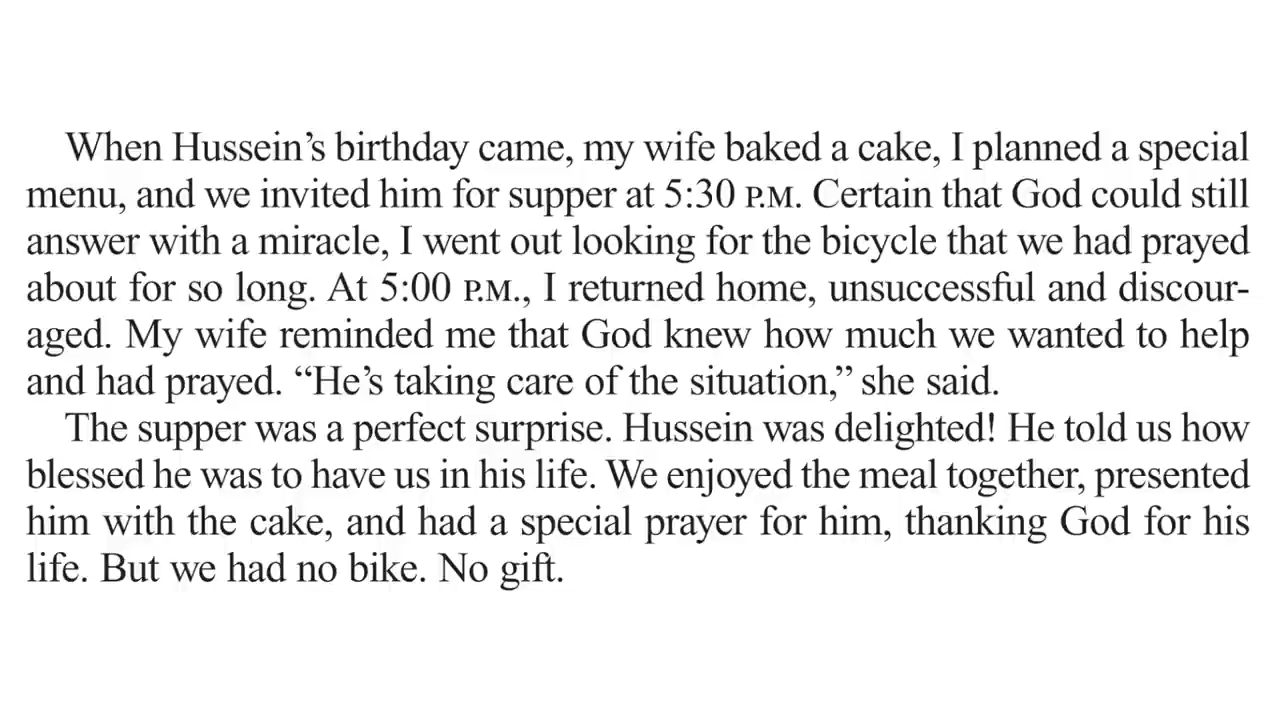 When Hussein’s birthday came, my wife baked a cake, I planned a special
menu, and we invited him for supper at 5:30 P.M. Certain that God could still
answer with a miracle, I went out looking for the bicycle that we had prayed
about for so long. At 5:00 P.M., I returned home, unsuccessful and discour-
aged. My wife reminded me that God knew how much we wanted to help
and had prayed. “He’s taking care of the situation,” she said.
The supper was a perfect surprise. Hussein was delighted! He told us how
blessed he was to have us in his life. We enjoyed the meal together, presented
him with the cake, and had a special prayer for him, thanking God for his
life. But we had no bike. No gift.